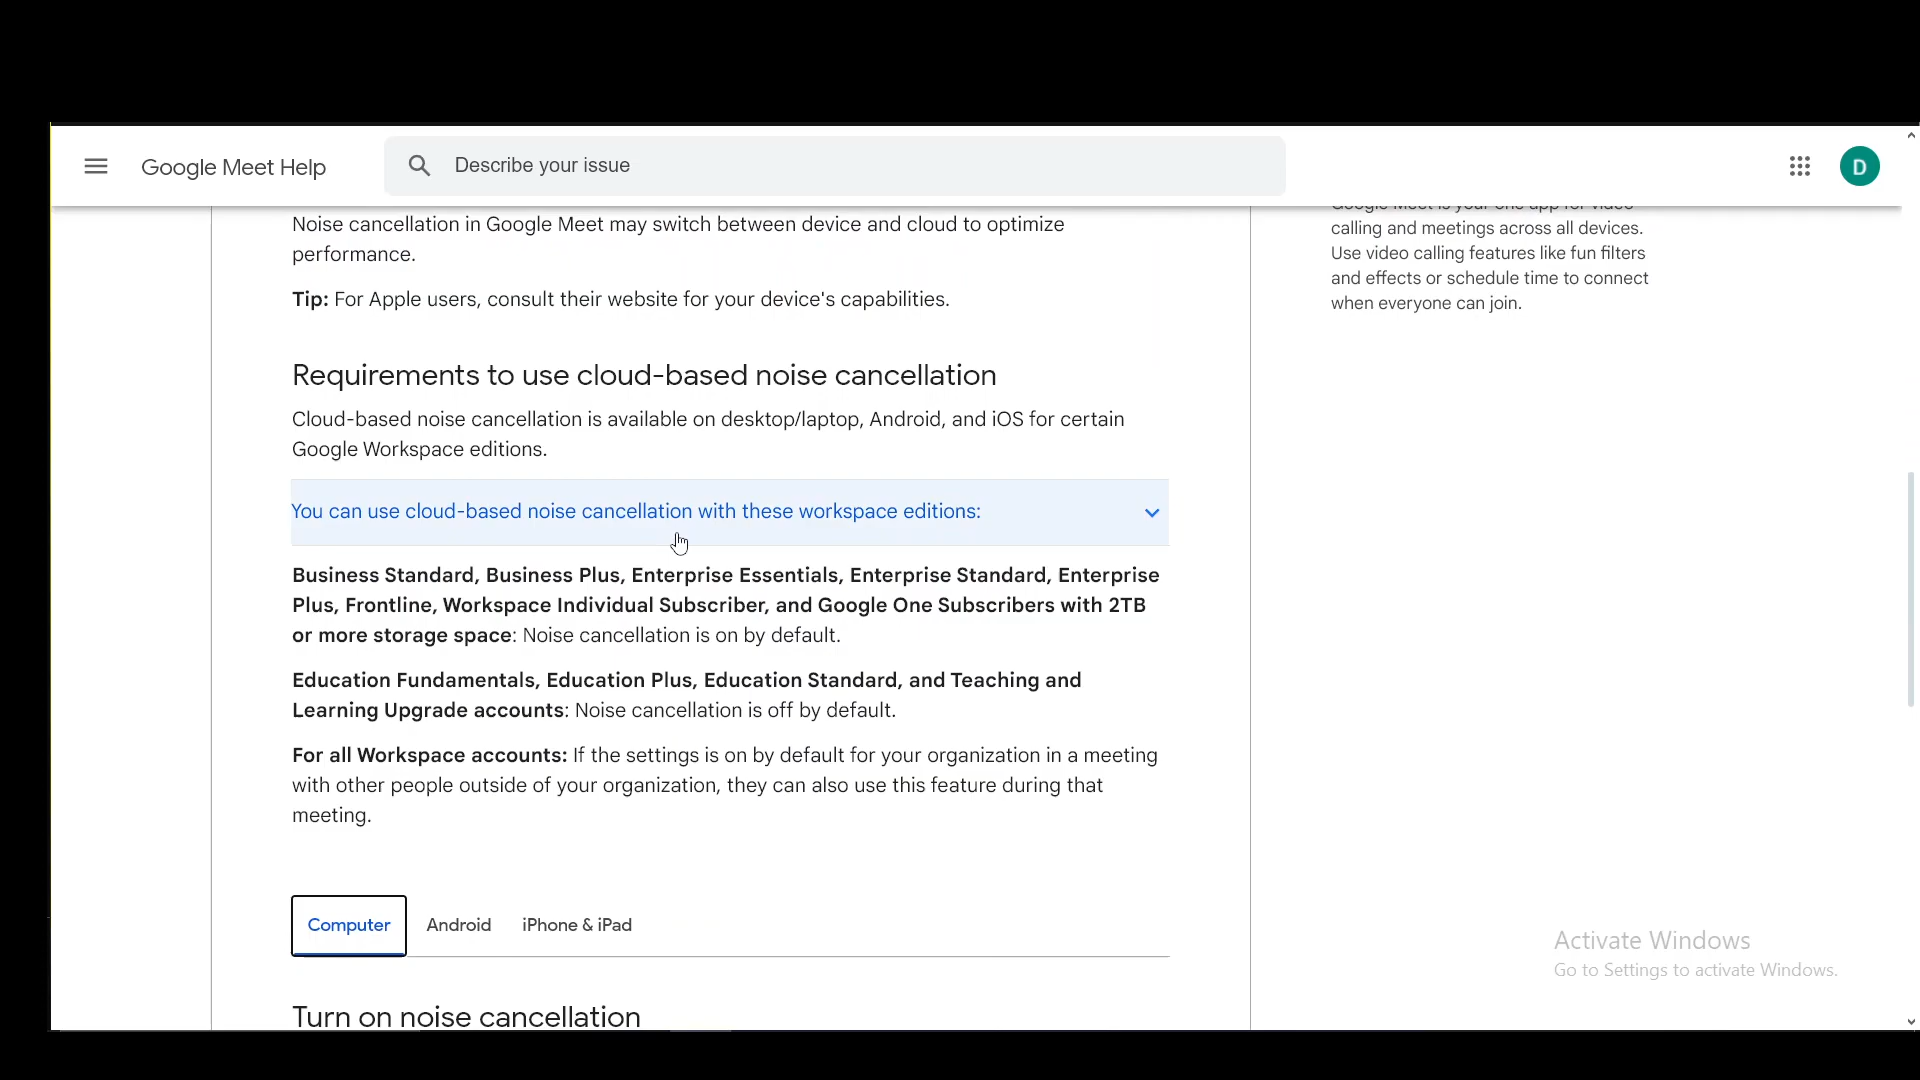 Google Meet Help
Describe your issue
D
Noise cancellation in Google Meet may switch between device and cloud to optimize
performance.
Tip: For Apple users, consult their website for your device's capabilities.
Requirements to use cloud-based noise cancellation
Cloud-based noise cancellation is available on desktop/laptop, Android, and iOS for certain
Google Workspace editions.
You can use cloud-based noise cancellation with these workspace editions:
Business Standard, Business Plus, Enterprise Essentials, Enterprise Standard, Enterprise
Plus, Frontline, Workspace Individual Subscriber, and Google One Subscribers with 2TB
or more storage space: Noise cancellation is on by default.
Education Fundamentals, Education Plus, Education Standard, and Teaching and
Learning Upgrade accounts: Noise cancellation is off by default.
For all Workspace accounts: If the settings is on by default for your organization in a meeting
with other people outside of your organization, they can also use this feature during that
meeting.
Computer
Android
iPhone & iPad
Turn on noise cancellation
Google Meet is your one app for video
calling and meetings across all devices.
Use video calling features like fun filters
and effects or schedule time to connect
when everyone can join.
Activate Windows
Go to Settings to activate Windows.